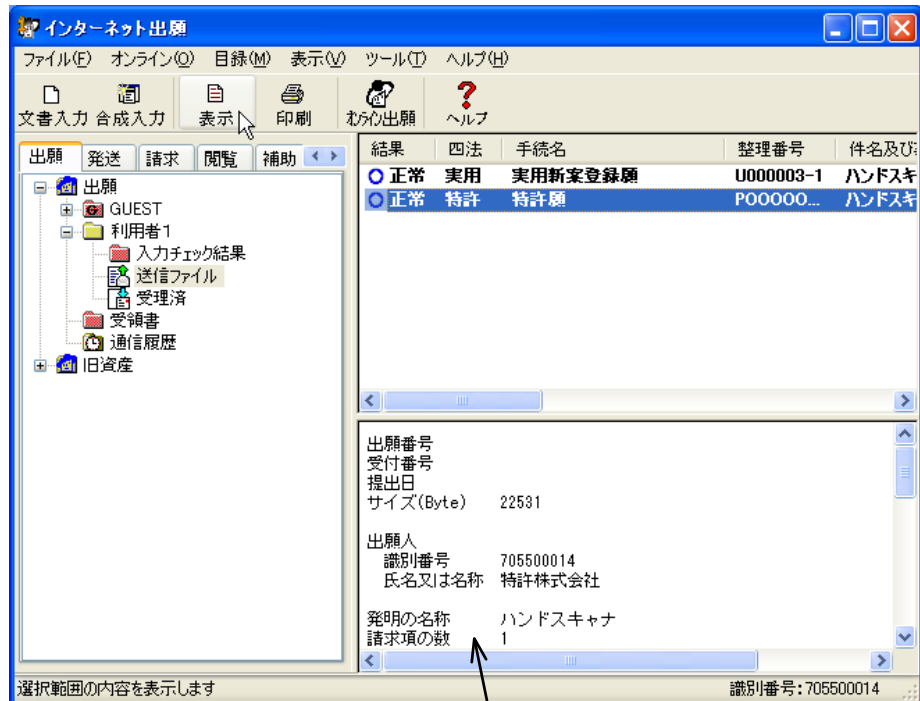 インターネット出願
ファイル(F) オンライン(O) 目録(M) 表示(V) ツール(T) ヘルプ(H)
文書入力 合成入力 表示 印刷 オンライン出願 ヘルプ
出願 発送 請求 閲覧 補助
出願
GUEST
利用者1
入力チェック結果
送信ファイル
受理済
受領書
通信履歴
旧資産
結果 四法 手続名 整理番号 件名及び
正常 実用 実用新案登録願 U000003-1 ハンドスキ
正常 特許 特許願 P00000... ハンドスキ
出願番号
受付番号
提出日
サイズ(Byte) 22531
出願人
識別番号 705500014
氏名又は名称 特許株式会社
発明の名称 ハンドスキャナ
請求項の数 1
選択範囲の内容を表示します 識別番号:705500014